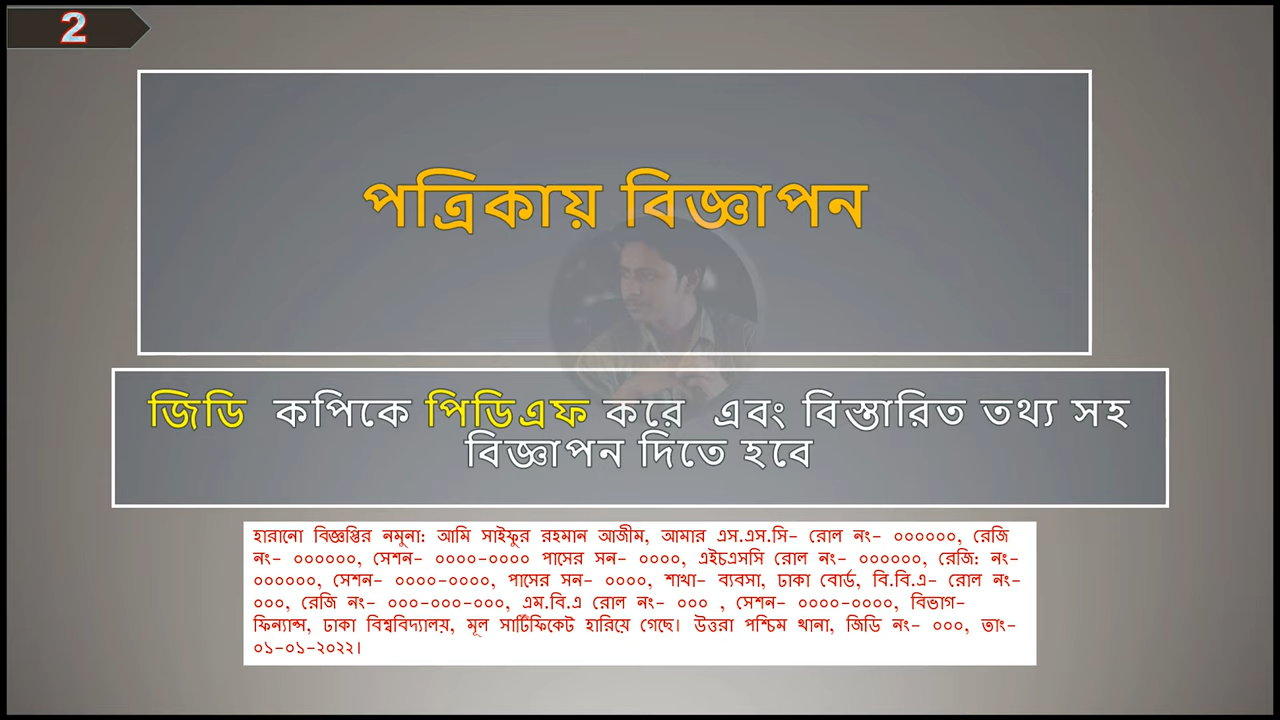 2
পত্রিকায় বিজ্ঞাপন
জিডি কপিকে পিডিএফ করে এবং বিস্তারিত তথ্য সহ
বিজ্ঞাপন দিতে হবে
হারানো বিজ্ঞপ্তির নমুনা: আমি সাইফুর রহমান আজীম, আমার এস.এস.সি- রোল নং- ০০০০০০, রেজি
নং- ০০০০০০, সেশন- ০০০০-০০০০ পাসের সন- ০০০০, এইচএসসি রোল নং- ০০০০০০, রেজি: নং-
০০০০০০, সেশন- ০০০০-০০০০, পাসের সন- ০০০০, শাখা- ব্যবসা, ঢাকা বোর্ড, বি.বি.এ- রোল নং-
০০০, রেজি নং- ০০০-০০০-০০০, এম.বি.এ রোল নং- ০০০ , সেশন- ০০০০-০০০০, বিভাগ-
ফিন্যান্স, ঢাকা বিশ্ববিদ্যালয়, মূল সার্টিফিকেট হারিয়ে গেছে। উত্তরা পশ্চিম থানা, জিডি নং- ০০০, তাং-
০১-০১-২০২২।